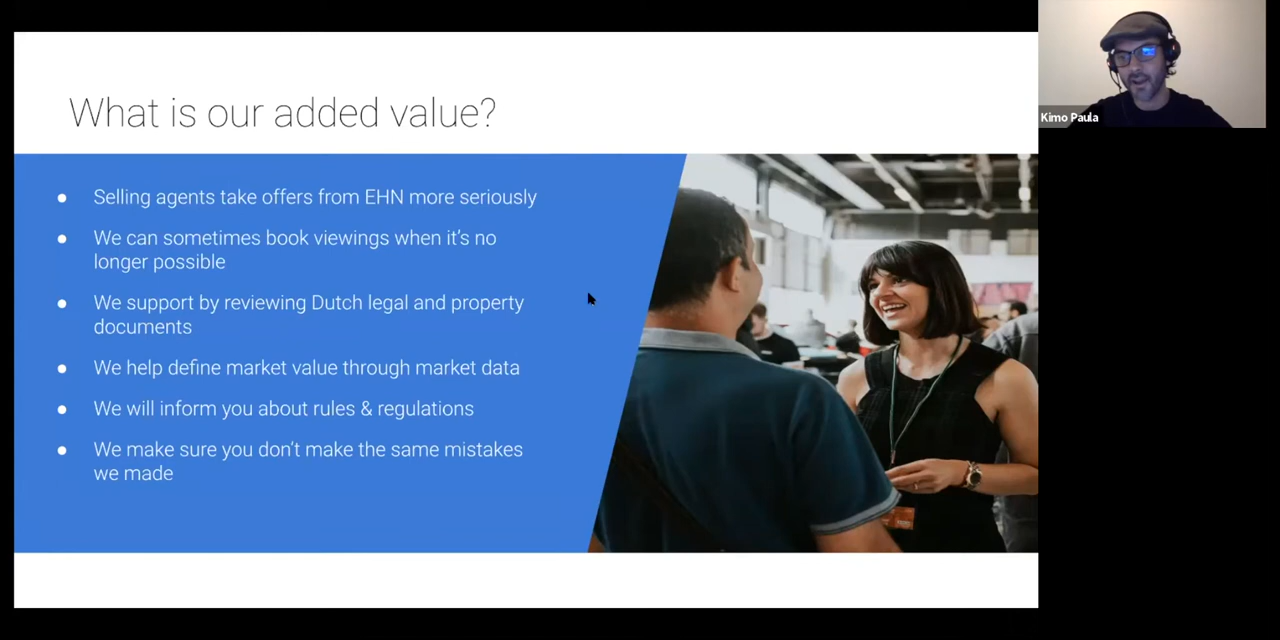 What is our added value?
● Selling agents take offers from EHN more seriously
● We can sometimes book viewings when it's no
longer possible
● We support by reviewing Dutch legal and property
documents
● We help define market value through market data
● We will inform you about rules & regulations
● We make sure you don't make the same mistakes
we made
Kimo Paula